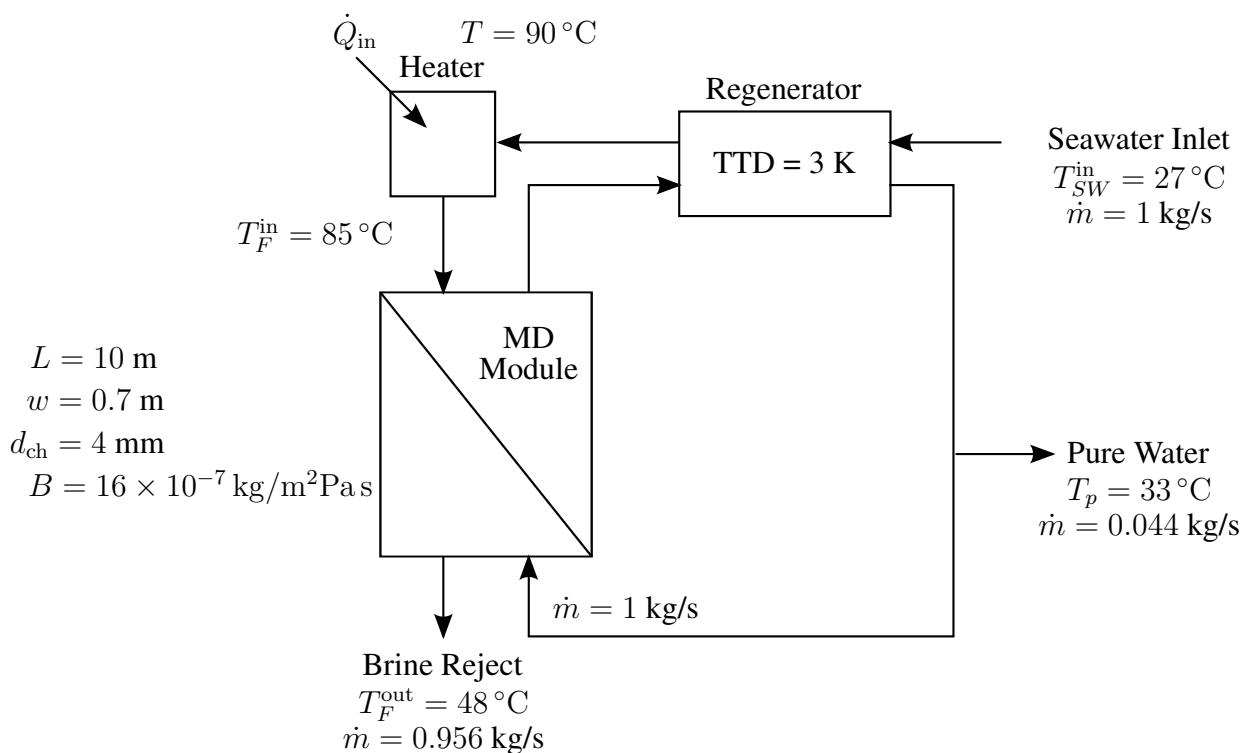 Q̇_in
T = 90 °C
Heater
Regenerator
TTD = 3 K
Seawater Inlet
T_SW^in = 27 °C
ṁ = 1 kg/s
T_F^in = 85 °C
MD
Module
L = 10 m
w = 0.7 m
d_ch = 4 mm
B = 16 × 10⁻⁷ kg/m²Pa s
Pure Water
T_p = 33 °C
ṁ = 0.044 kg/s
ṁ = 1 kg/s
Brine Reject
T_F^out = 48 °C
ṁ = 0.956 kg/s